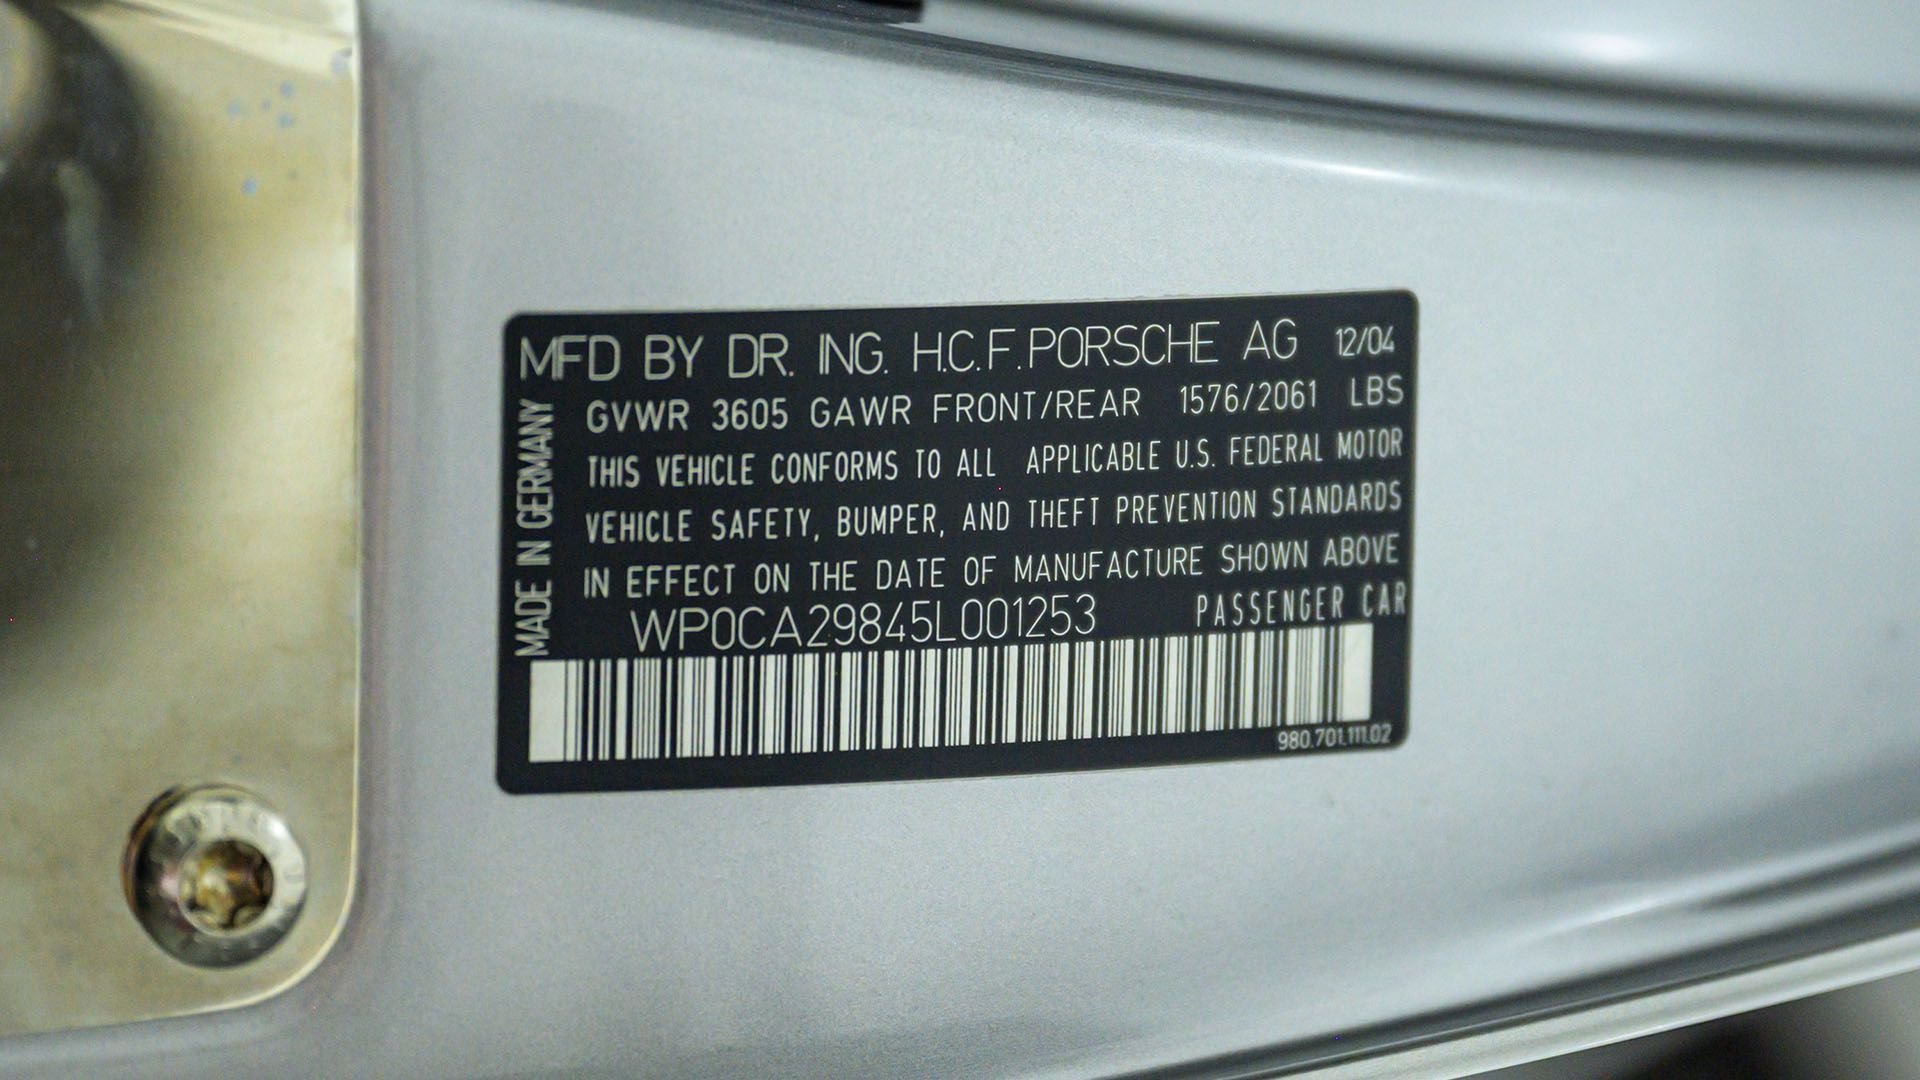 MFD BY DR. ING. H.C.F. PORSCHE AG 12/04
GVWR 3605 GAWR FRONT/REAR 1576/2061 LBS
THIS VEHICLE CONFORMS TO ALL APPLICABLE U.S. FEDERAL MOTOR
VEHICLE SAFETY, BUMPER, AND THEFT PREVENTION STANDARDS
IN EFFECT ON THE DATE OF MANUFACTURE SHOWN ABOVE
WP0CA29845L001253 PASSENGER CAR
MADE IN GERMANY
980.701.111.02